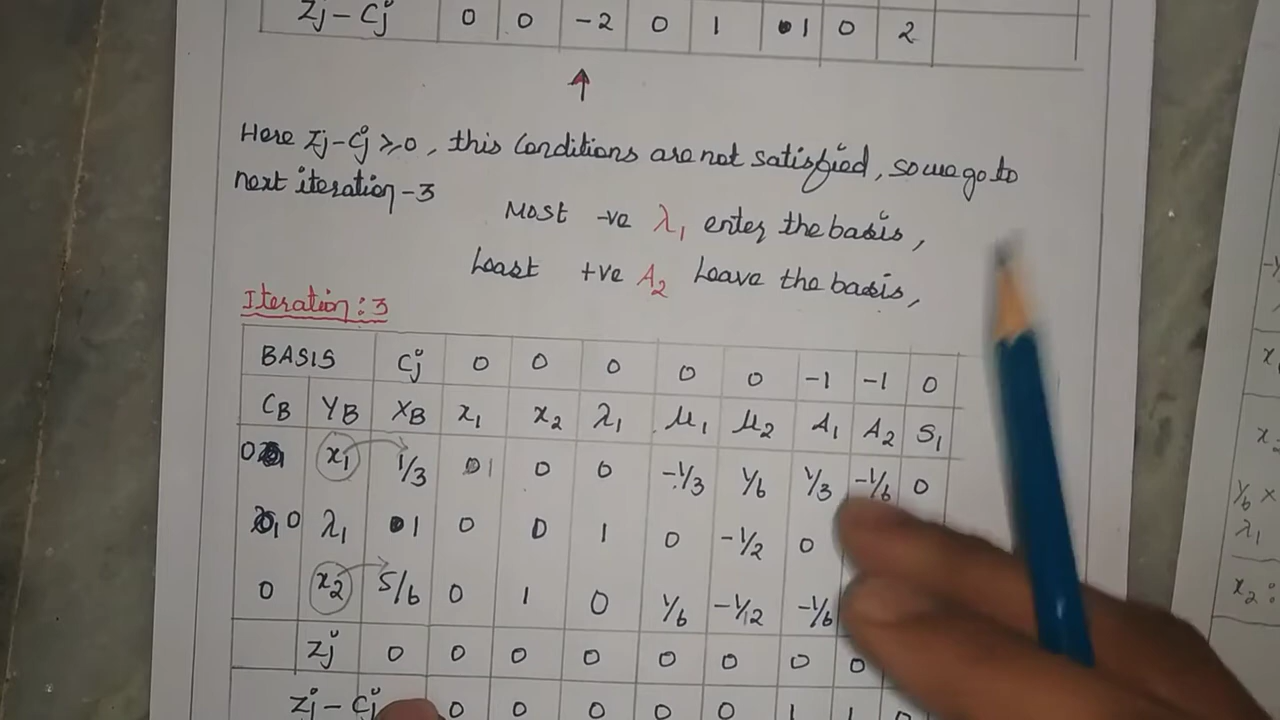 Zj - Cj 0 0 -2 0 1 1 0 2
Here Zj - Cj ≥ 0, this Conditions are not satisfied, so we go to
next iteration - 3
Most -ve λ1 enter the basis,
Least +ve A2 Leave the basis,
Iteration : 3
BASIS Cj 0 0 0 0 0 -1 -1 0
CB YB XB x1 x2 λ1 μ1 μ2 A1 A2 S1
0 x1 1/3 1 0 0 -1/3 1/6 1/3 -1/6 0
0 λ1 1 0 0 1 0 -1/2 0
0 x2 5/6 0 1 0 1/6 -1/12 -1/6
Zj 0 0 0 0 0 0 0 0
Zj - Cj 0 0 0 0 0 1 1 0
-1/
x
x2
1/6 x
λ1
x2 :